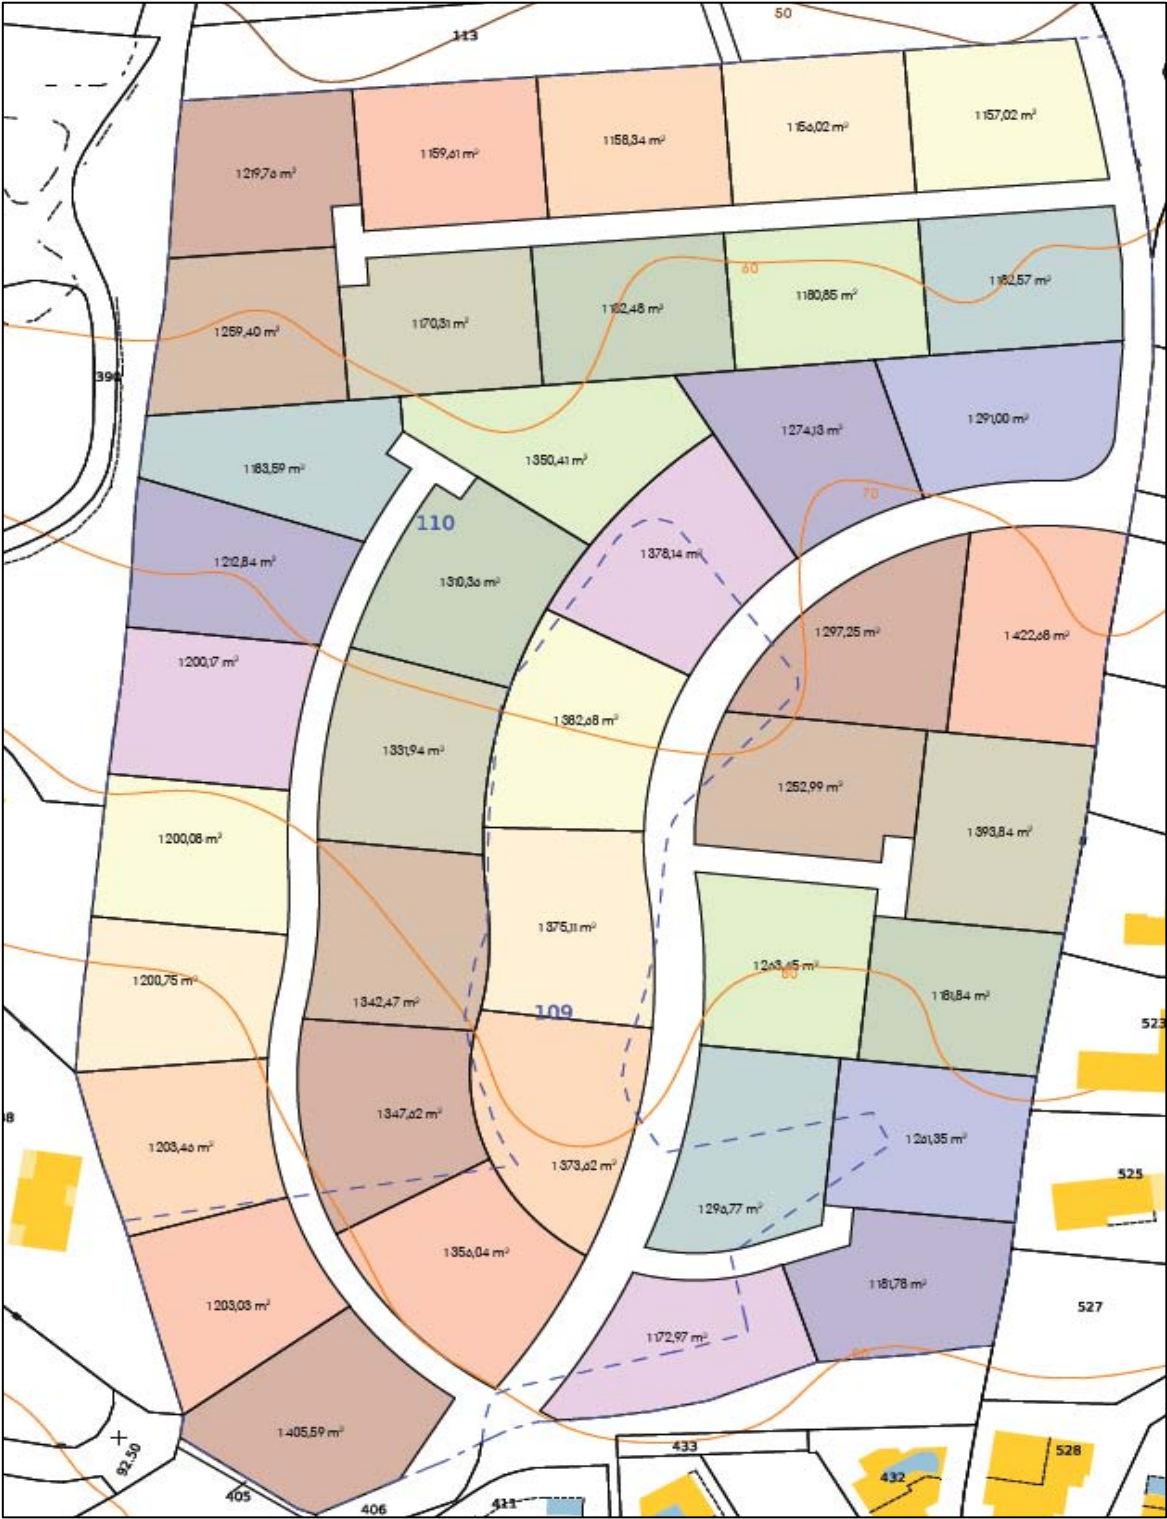 50
113
1157,02 m²
1156,02 m²
1158,34 m²
1159,61 m²
1219,76 m²
60
1182,57 m²
1180,85 m²
1182,48 m²
1170,31 m²
1259,40 m²
390
1291,00 m²
1274,13 m²
1350,41 m²
1183,59 m²
70
110
1378,14 m²
1212,84 m²
1310,36 m²
1297,25 m²
1422,68 m²
1200,17 m²
1382,68 m²
1331,94 m²
1252,99 m²
1393,84 m²
1200,08 m²
1375,11 m²
1263,45 m²
80
1200,75 m²
1342,47 m²
1181,84 m²
109
523
1347,62 m²
1203,46 m²
1373,62 m²
1261,35 m²
525
1296,77 m²
1356,04 m²
1181,78 m²
1203,03 m²
527
1172,97 m²
90
1405,59 m²
92.50
433
528
432
405
406
411